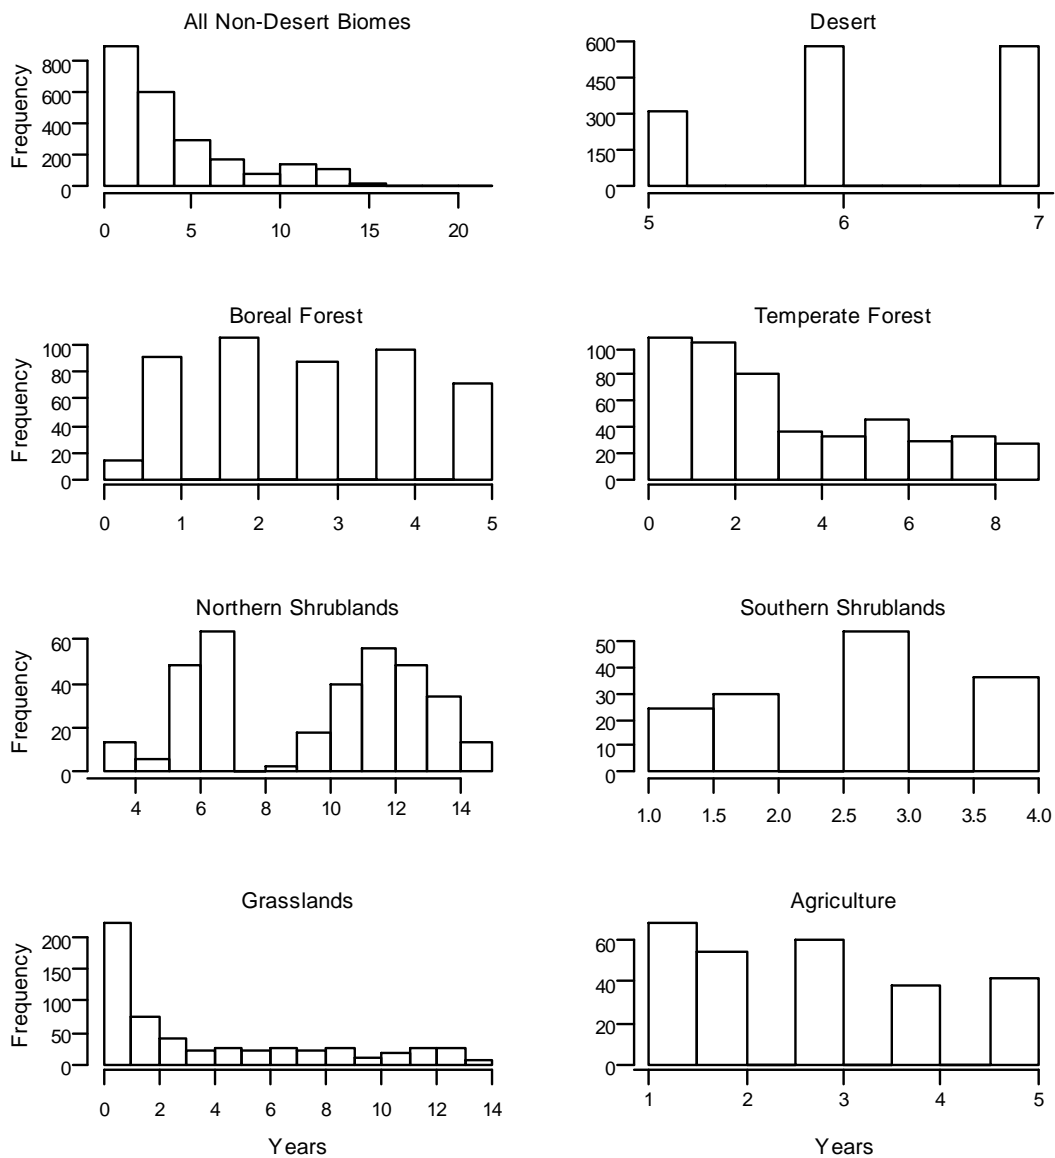 All Non-Desert Biomes
Frequency
800
600
400
200
0
0 5 10 15 20
Desert
600
450
300
150
0
5 6 7
Boreal Forest
Frequency
100
80
60
40
20
0
0 1 2 3 4 5
Temperate Forest
100
80
60
40
20
0
0 2 4 6 8
Northern Shrublands
Frequency
60
40
20
0
4 6 8 10 12 14
Southern Shrublands
50
40
30
20
10
0
1.0 1.5 2.0 2.5 3.0 3.5 4.0
Grasslands
Frequency
200
150
100
50
0
0 2 4 6 8 10 12 14
Years
Agriculture
60
40
20
0
1 2 3 4 5
Years